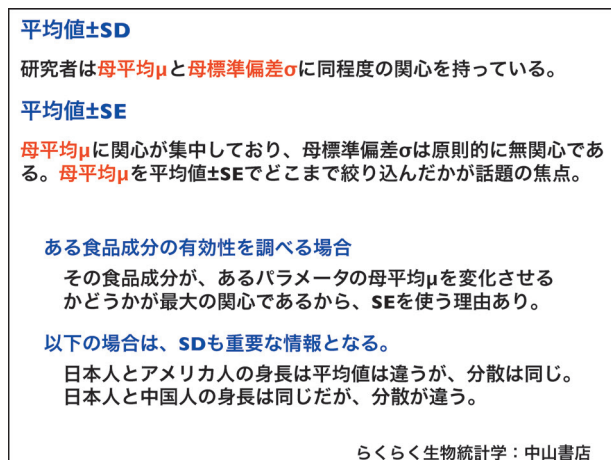 平均値±SD
研究者は母平均μと母標準偏差σに同程度の関心を持っている。
平均値±SE
母平均μに関心が集中しており、母標準偏差σは原則的に無関心であ
る。母平均μを平均値±SEでどこまで絞り込んだかが話題の焦点。
ある食品成分の有効性を調べる場合
その食品成分が、あるパラメータの母平均μを変化させる
かどうかが最大の関心であるから、SEを使う理由あり。
以下の場合は、SDも重要な情報となる。
日本人とアメリカ人の身長は平均値は違うが、分散は同じ。
日本人と中国人の身長は同じだが、分散が違う。
らくらく生物統計学：中山書店